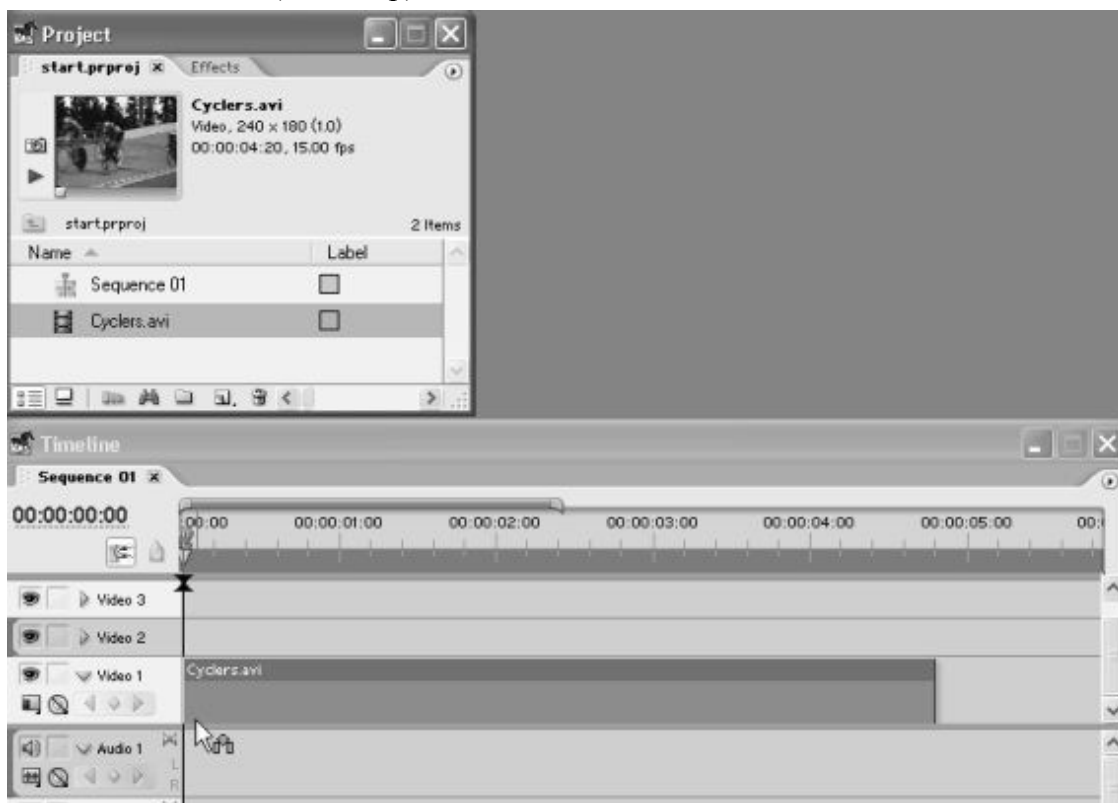 Project
start.prproj Effects
Cyclers.avi
Video, 240 x 180 (1.0)
00:00:04:20, 15.00 fps
start.prproj 2 Items
Name Label
Sequence 01
Cyclers.avi
Timeline
Sequence 01
00:00:00:00
00:00 00:00:01:00 00:00:02:00 00:00:03:00 00:00:04:00 00:00:05:00 00:
Video 3
Video 2
Video 1 Cyclers.avi
Audio 1
L
R